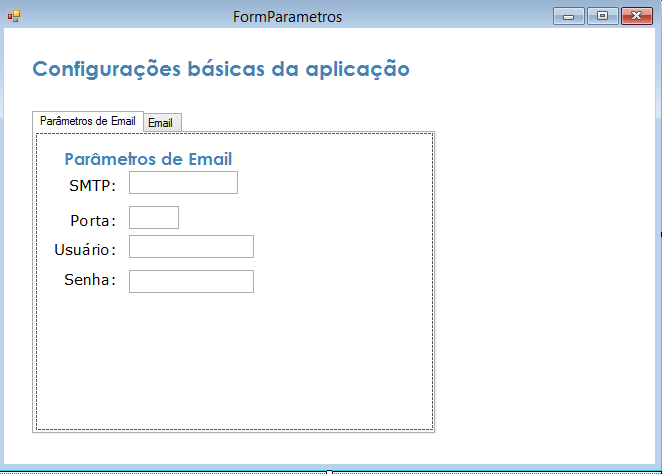 FormParametros
Configurações básicas da aplicação
Parâmetros de Email Email
Parâmetros de Email
SMTP:
Porta:
Usuário:
Senha: